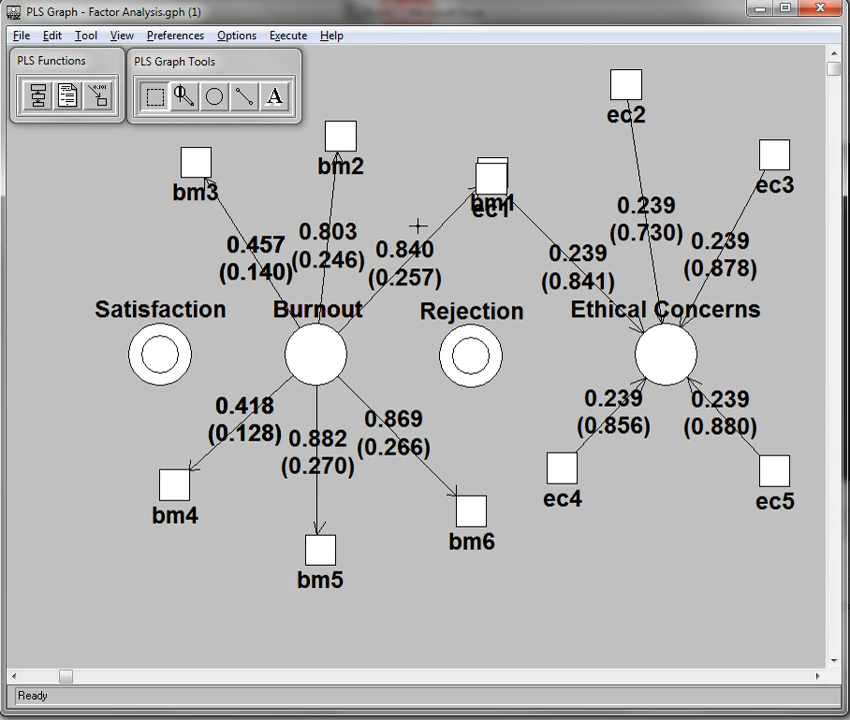 PLS Graph - Factor Analysis.gph (1)
File Edit Tool View Preferences Options Execute Help
PLS Functions
PLS Graph Tools
A
ec2
bm2
bm3
ec3
bm1
ec1
0.239
(0.730)
0.803
(0.246)
0.457
(0.140)
0.840
(0.257)
0.239
(0.841)
0.239
(0.878)
Satisfaction
Burnout
Rejection
Ethical Concerns
0.418
(0.128)
0.882
(0.270)
0.869
(0.266)
0.239
(0.856)
0.239
(0.880)
bm4
bm5
bm6
ec4
ec5
Ready